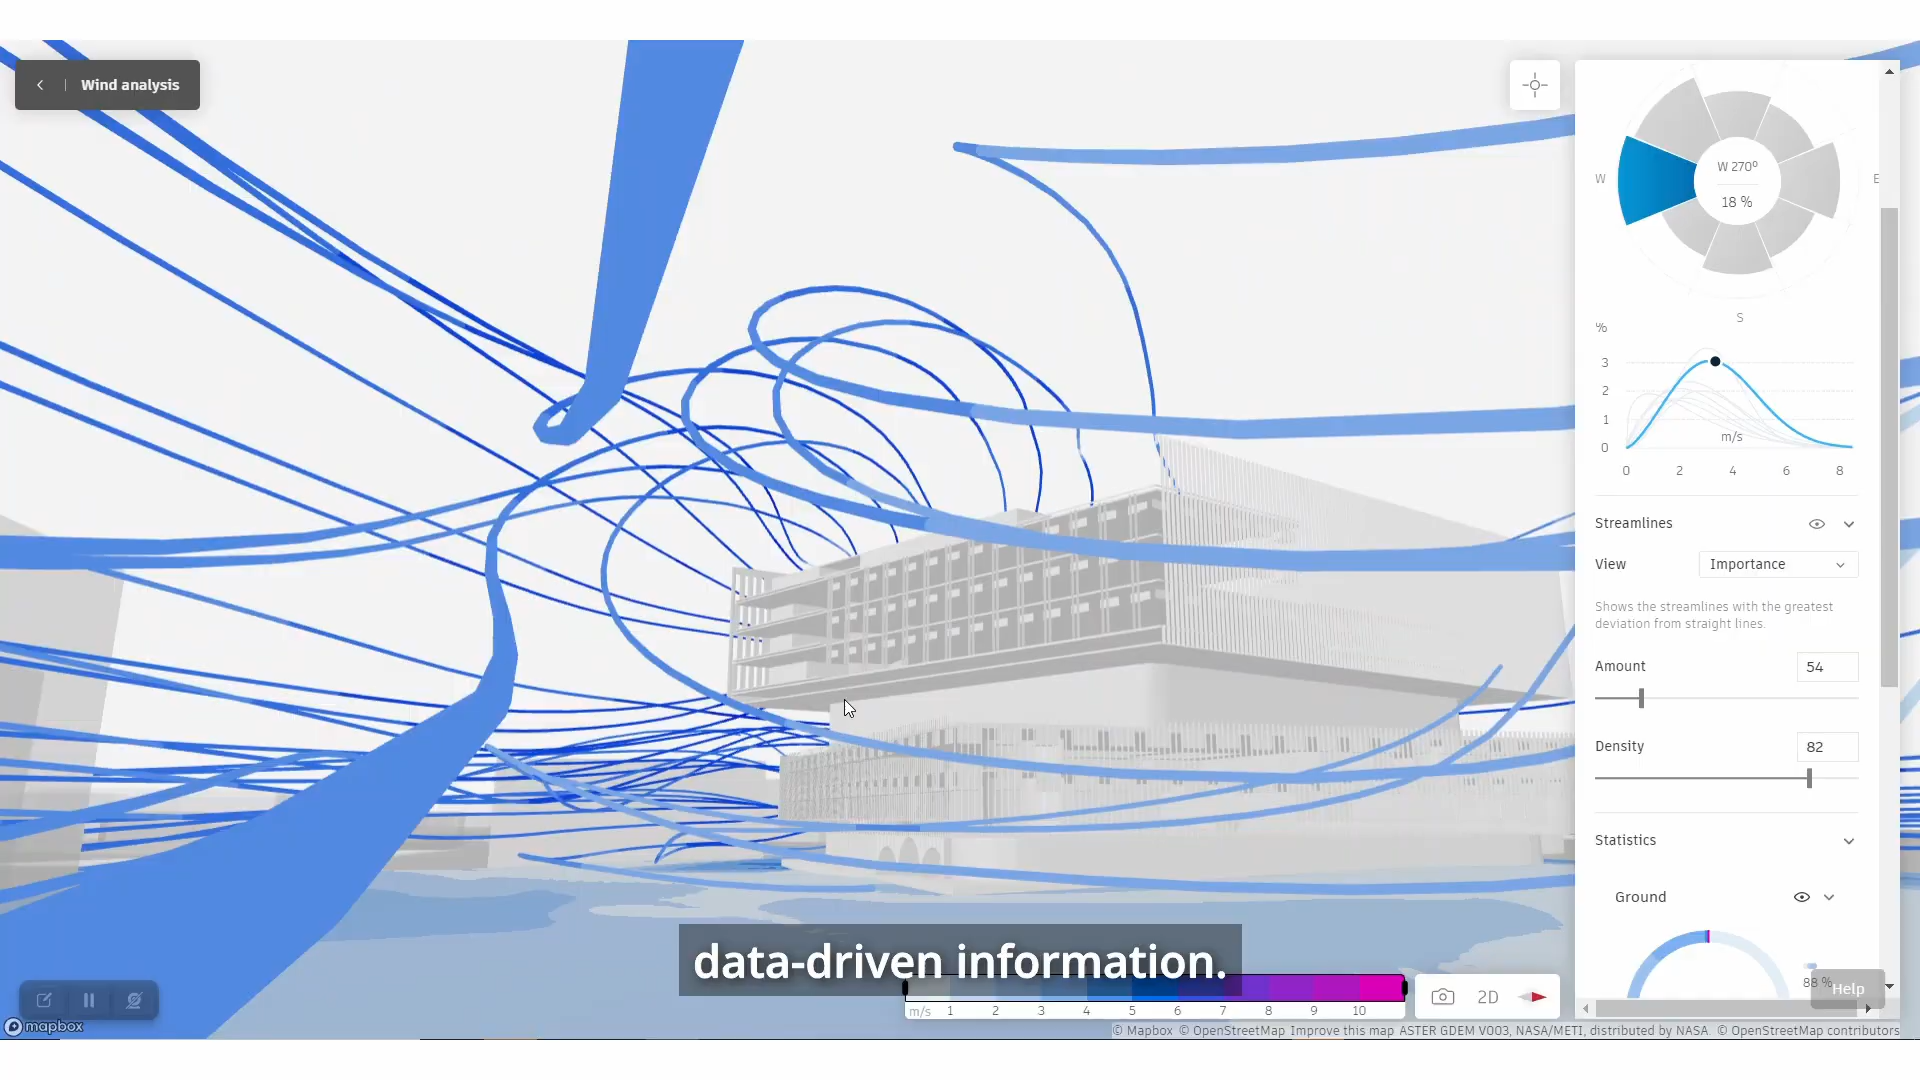 Wind analysis
W
W 270º
18 %
E
S
%
3
2
1
0
m/s
0 2 4 6 8
Streamlines
View Importance
Shows the streamlines with the greatest
deviation from straight lines.
Amount 54
Density 82
Statistics
Ground
88 %
Help
data-driven information.
m/s 1 2 3 4 5 6 7 8 9 10
2D
mapbox
© Mapbox © OpenStreetMap Improve this map ASTER GDEM V003, NASA/METI, distributed by NASA. © OpenStreetMap contributors